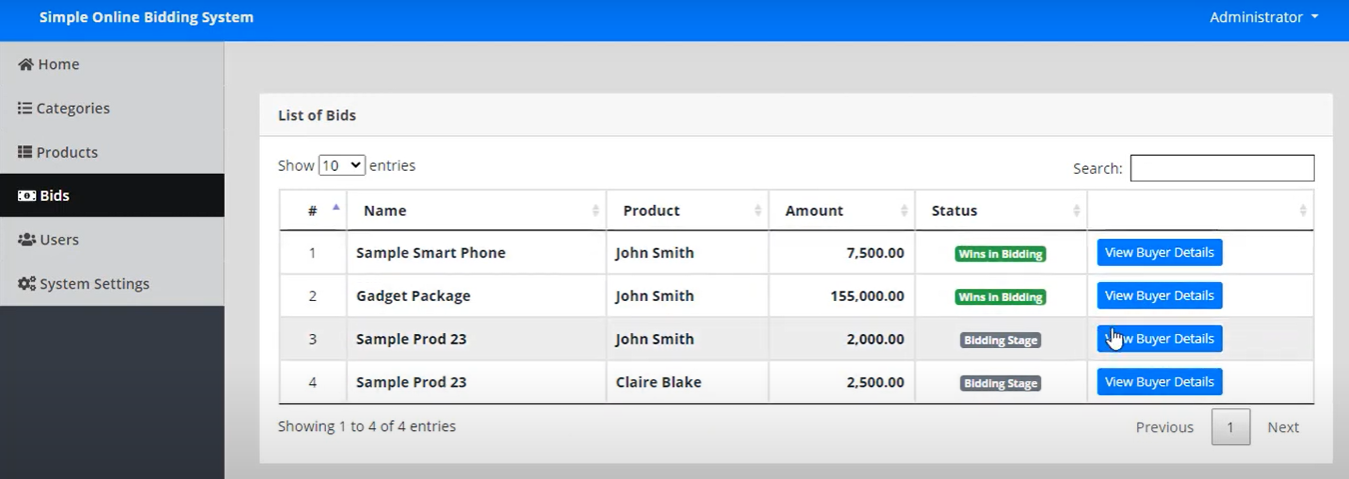 Simple Online Bidding System Administrator
Home
Categories
Products
Bids
Users
System Settings
List of Bids
Show 10 entries Search:
# Name Product Amount Status
1 Sample Smart Phone John Smith 7,500.00 Wins in Bidding View Buyer Details
2 Gadget Package John Smith 155,000.00 Wins in Bidding View Buyer Details
3 Sample Prod 23 John Smith 2,000.00 Bidding Stage Buyer Details
4 Sample Prod 23 Claire Blake 2,500.00 Bidding Stage View Buyer Details
Showing 1 to 4 of 4 entries Previous 1 Next